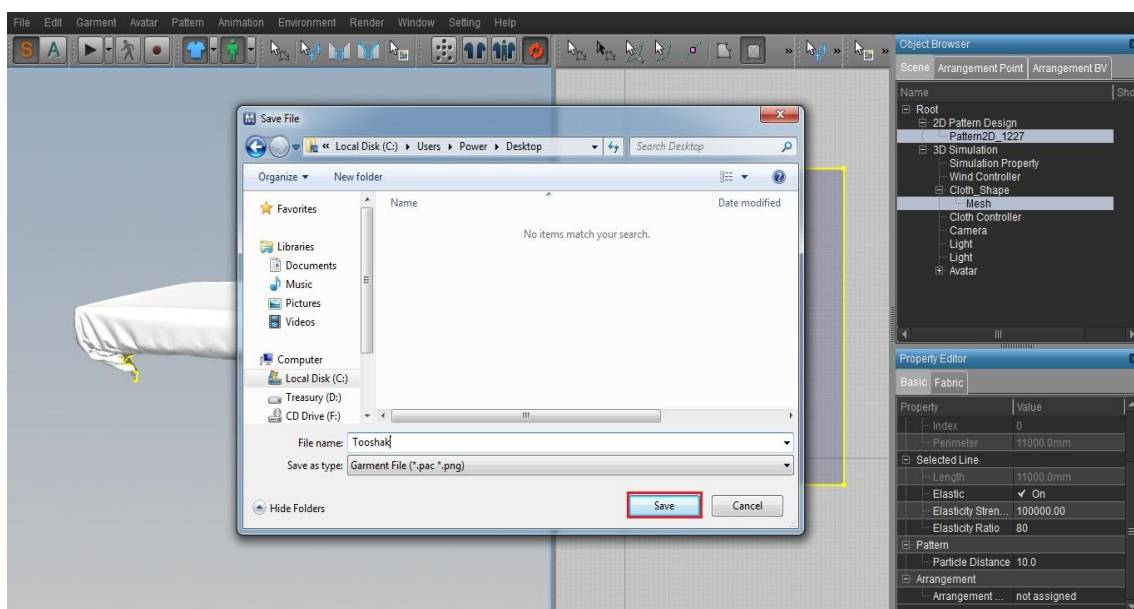 File Edit Garment Avatar Pattern Animation Environment Render Window Setting Help
S A
Object Browser
Scene Arrangement Point Arrangement BV
Name Sho
Root
2D Pattern Design
Pattern2D_1227
3D Simulation
Simulation Property
Wind Controller
Cloth_Shape
Mesh
Cloth Controller
Camera
Light
Light
Avatar
Save File
« Local Disk (C:) Users Power Desktop Search Desktop
Organize New folder
Name Date modified
No items match your search.
Favorites
Libraries
Documents
Music
Pictures
Videos
Computer
Local Disk (C:)
Treasury (D:)
CD Drive (F:)
File name: Tooshak
Save as type: Garment File (*.pac *.png)
Hide Folders Save Cancel
Property Editor
Basic Fabric
Property Value
Index 0
Perimeter 11000.0mm
Selected Line
Length 11000.0mm
Elastic On
Elasticity Stren... 100000.00
Elasticity Ratio 80
Pattern
Particle Distance 10.0
Arrangement
Arrangement ... not assigned